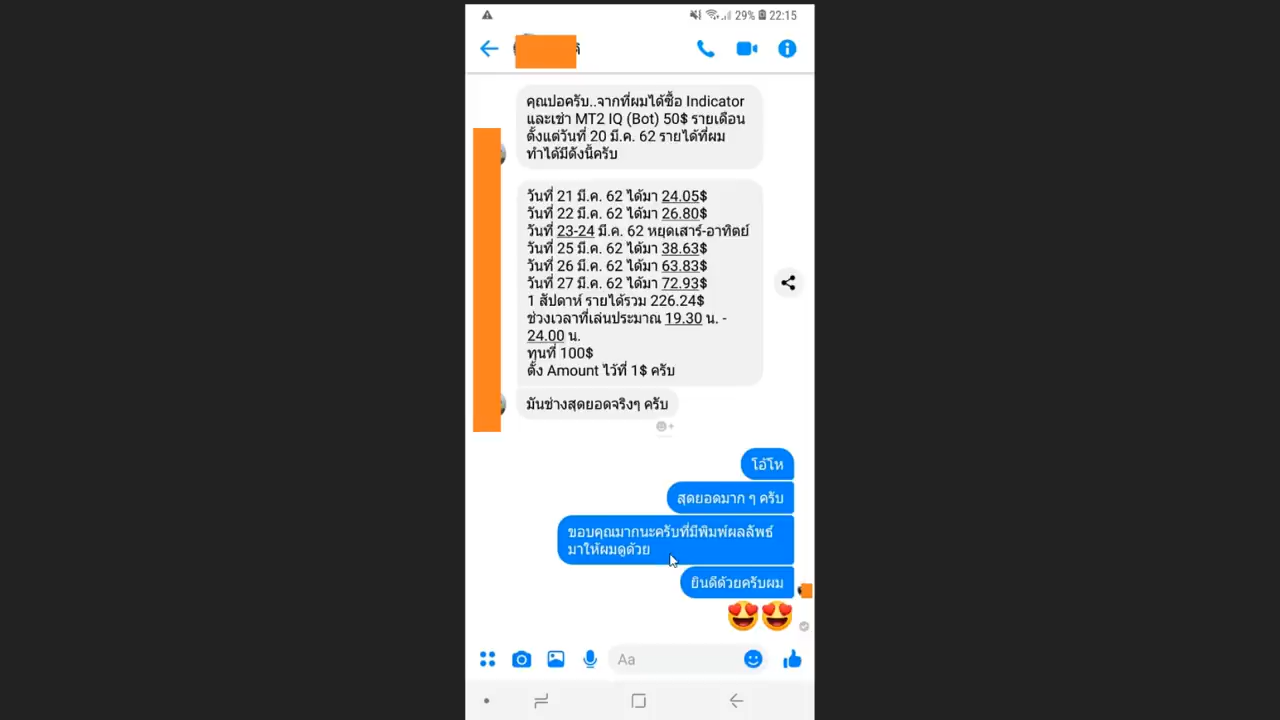 29% 22:15
คุณปอครับ..จากที่ผมได้ซื้อ Indicator
และเช่า MT2 IQ (Bot) 50$ รายเดือน
ตั้งแต่วันที่ 20 มี.ค. 62 รายได้ที่ผม
ทำได้มีดังนี้ครับ
วันที่ 21 มี.ค. 62 ได้มา 24.05$
วันที่ 22 มี.ค. 62 ได้มา 26.80$
วันที่ 23-24 มี.ค. 62 หยุดเสาร์-อาทิตย์
วันที่ 25 มี.ค. 62 ได้มา 38.63$
วันที่ 26 มี.ค. 62 ได้มา 63.83$
วันที่ 27 มี.ค. 62 ได้มา 72.93$
1 สัปดาห์ รายได้รวม 226.24$
ช่วงเวลาที่เล่นประมาณ 19.30 น. -
24.00 น.
ทุนที่ 100$
ตั้ง Amount ไว้ที่ 1$ ครับ
มันช่างสุดยอดจริงๆ ครับ
โอ้โห
สุดยอดมาก ๆ ครับ
ขอบคุณมากนะครับที่มีพิมพ์ผลลัพธ์
มาให้ผมดูด้วย
ยินดีด้วยครับผม
Aa